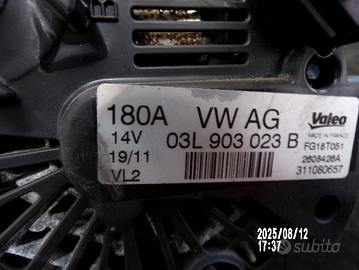 180A VW AG
14V 03L 903 023 B
19/11
VL2
Valeo
MADE IN FRANCE
FG18T051
2608426A
311080657
2025/08/12
17:37
subito